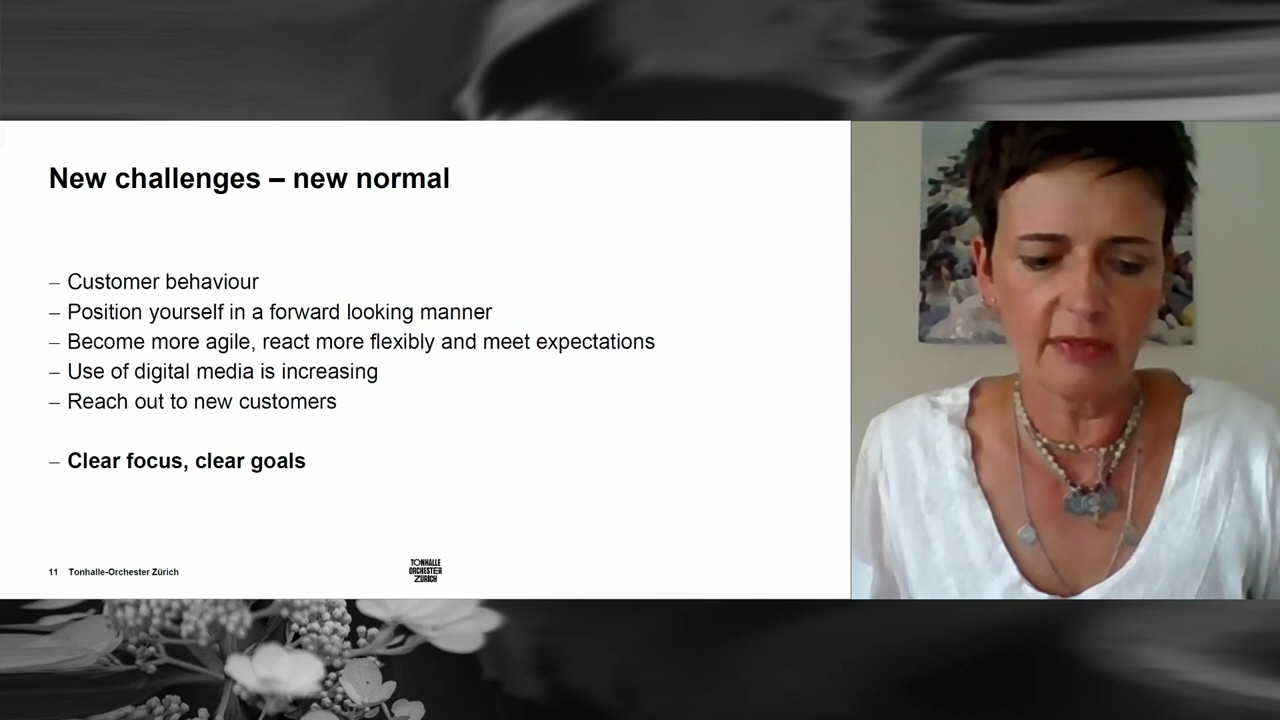 New challenges – new normal
– Customer behaviour
– Position yourself in a forward looking manner
– Become more agile, react more flexibly and meet expectations
– Use of digital media is increasing
– Reach out to new customers
– Clear focus, clear goals
11 Tonhalle-Orchester Zürich
TONHALLE
ORCHESTER
ZÜRICH